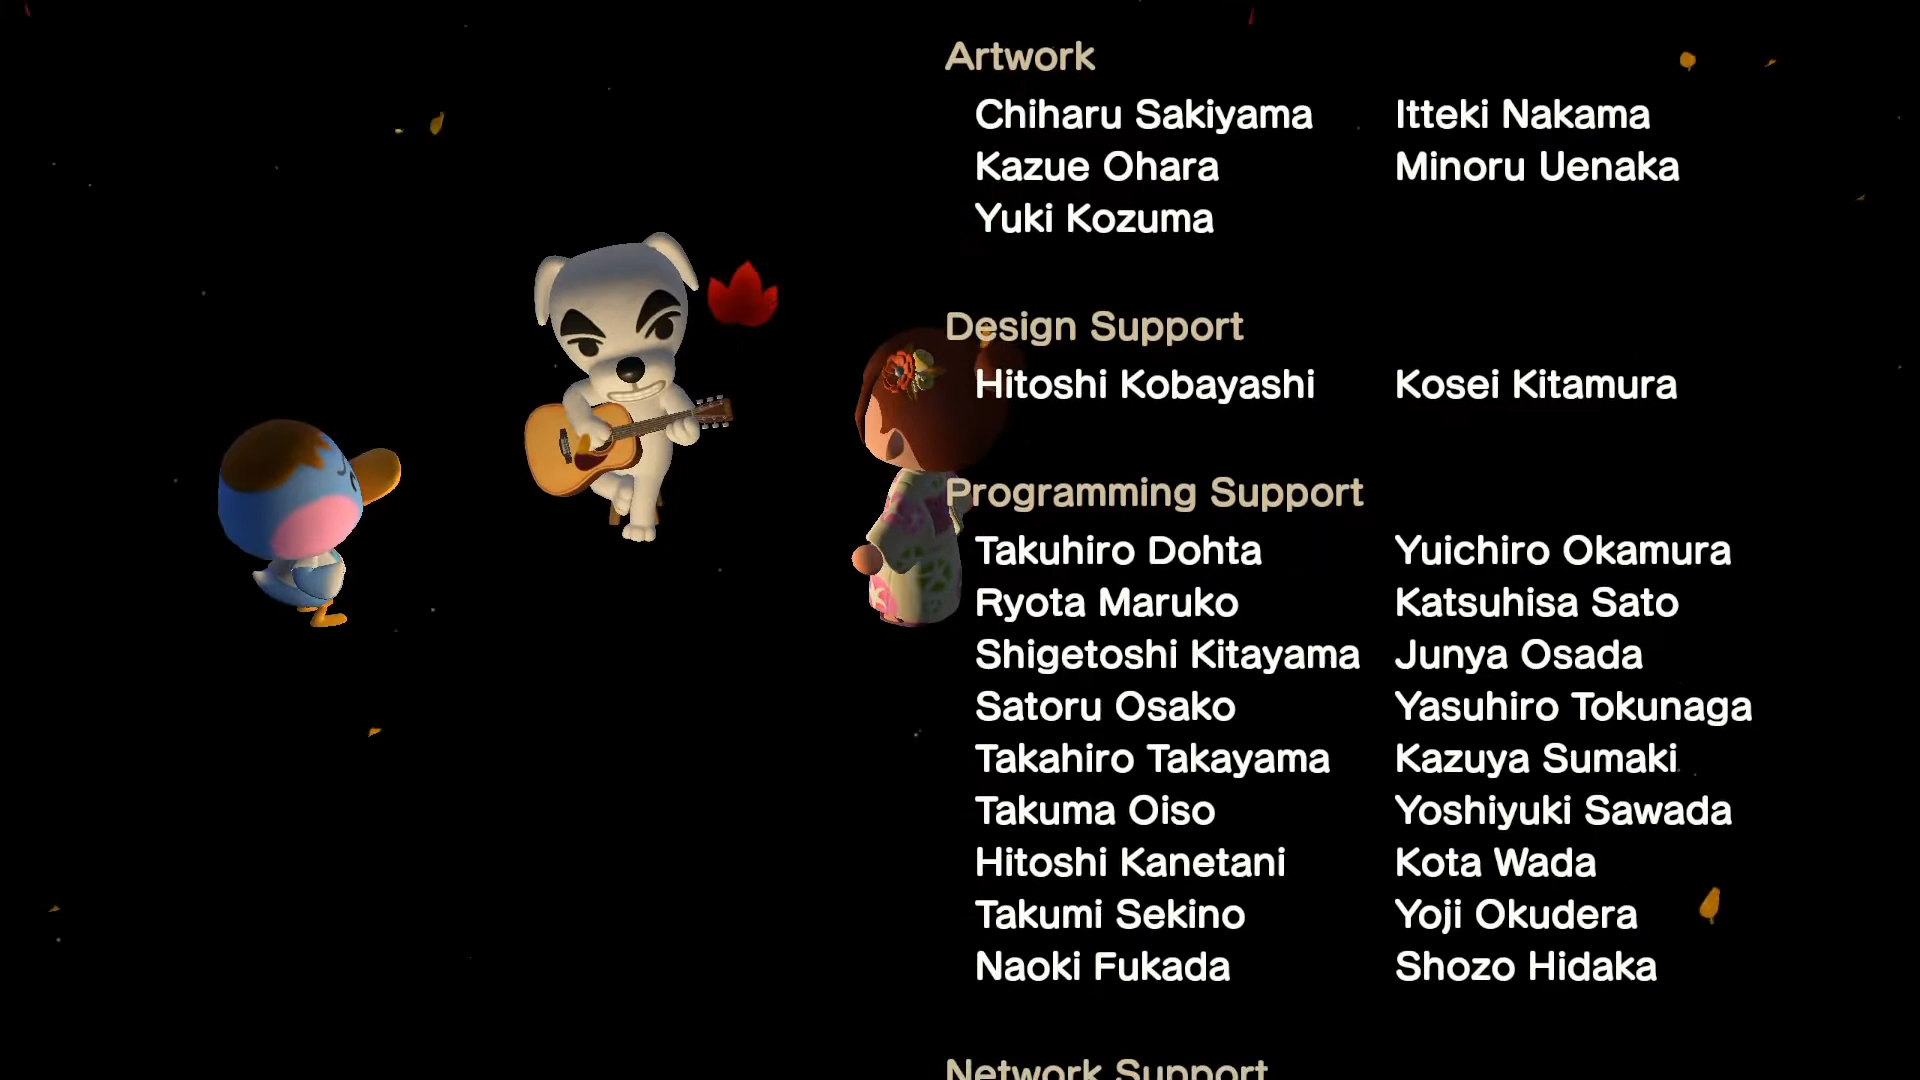 Artwork
Chiharu Sakiyama Itteki Nakama
Kazue Ohara Minoru Uenaka
Yuki Kozuma
Design Support
Hitoshi Kobayashi Kosei Kitamura
Programming Support
Takuhiro Dohta Yuichiro Okamura
Ryota Maruko Katsuhisa Sato
Shigetoshi Kitayama Junya Osada
Satoru Osako Yasuhiro Tokunaga
Takahiro Takayama Kazuya Sumaki
Takuma Oiso Yoshiyuki Sawada
Hitoshi Kanetani Kota Wada
Takumi Sekino Yoji Okudera
Naoki Fukada Shozo Hidaka
Network Support